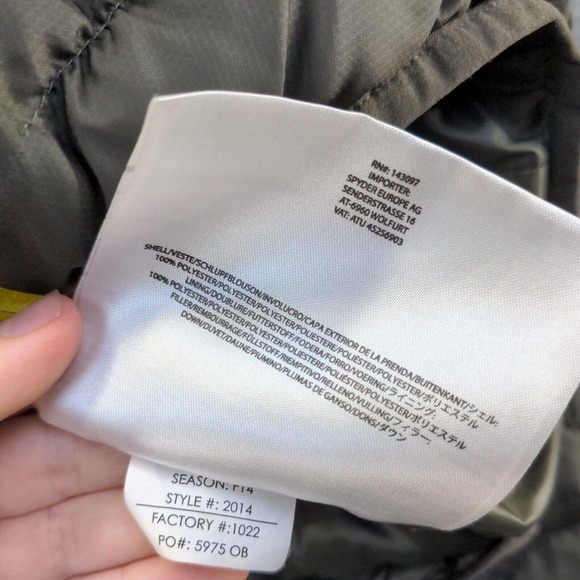 RN#: 143097
IMPORTER:
SPYDER EUROPE AG
SENDERSTRASSE 16
AT-6960 WOLFURT
VAT: ATU 45256903
SHELL/VESTE/SCHLUPFBLOUSON/INVOLUCRO/CAPA EXTERIOR DE LA PRENDA/BUITENKANT/シェル:
100% POLYESTER/POLYESTER/POLYESTER/POLIESTERE/POLIÉSTER/POLYESTER/ポリエステル
LINING/DOUBLURE/FUTTERSTOFF/FODERA/FORRO/VOERING/ライニング:
100% POLYESTER/POLYESTER/POLYESTER/POLIESTERE/POLIÉSTER/POLYESTER/ポリエステル
FILLER/REMBOURRAGE/FÜLLSTOFF/RIEMPITIVO/RELLENO/VULLING/フィラー:
DOWN/DUVET/DAUNE/PIUMINO/PLUMAS DE GANSO/DONS/ダウン
SEASON: F14
STYLE #: 2014
FACTORY #:1022
PO#; 5975 OB